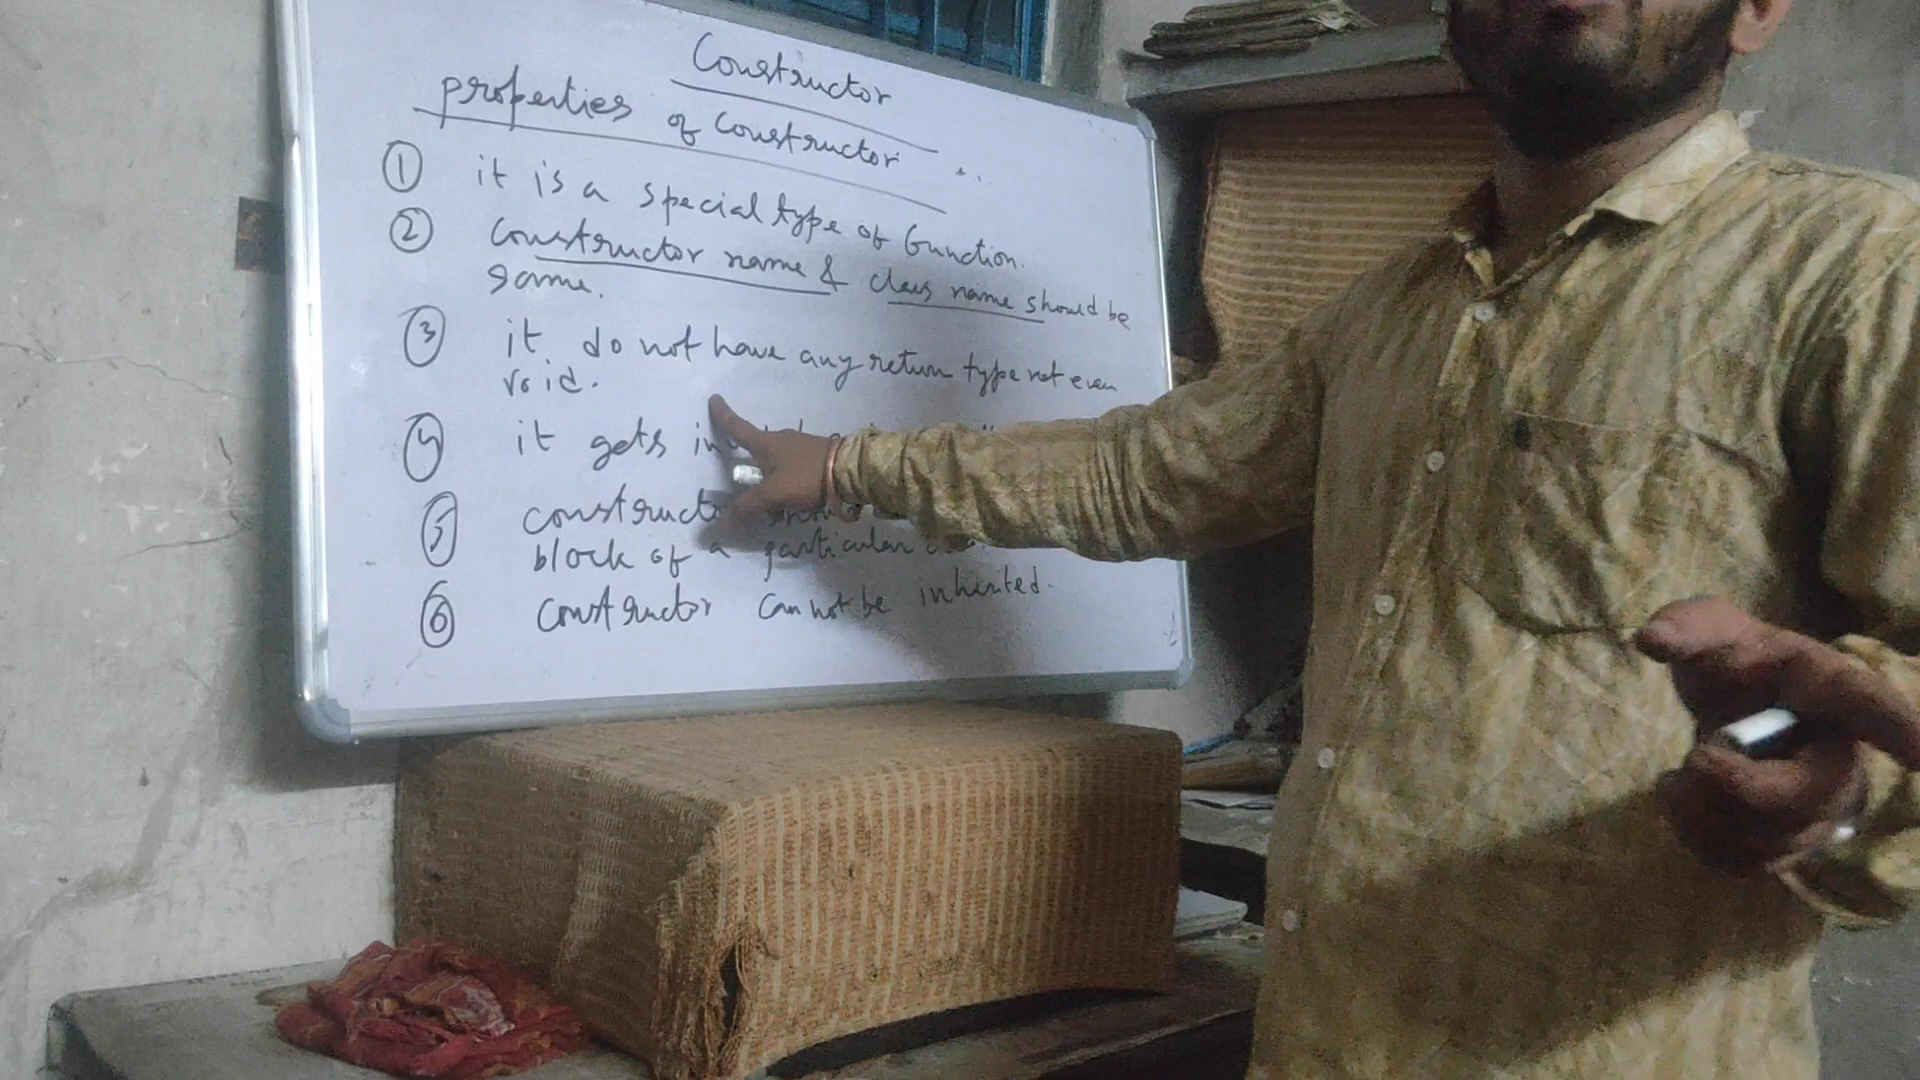 Constructor
properties of constructor
① it is a special type of function.
② constructor name & class name should be
same.
③ it do not have any return type not even
void.
④ it gets
⑤
block of a particular
⑥ constructor can not be inherited.